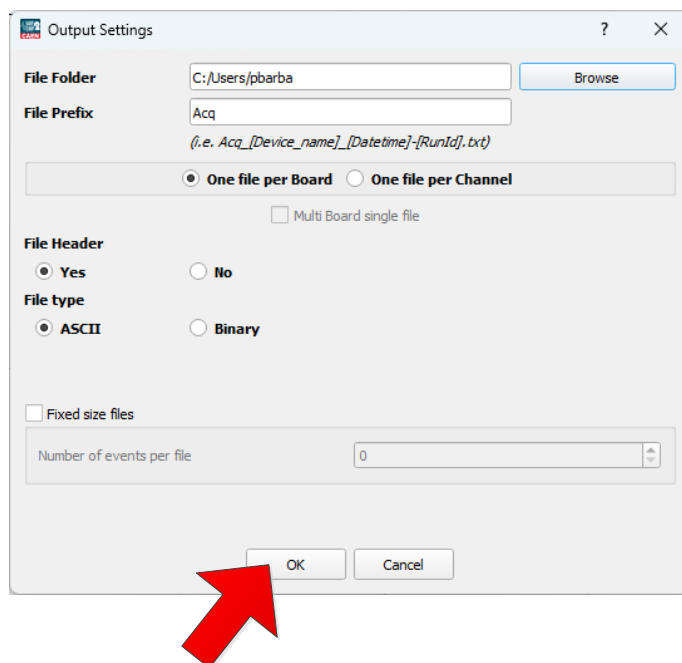 Output Settings ?
File Folder C:/Users/pbarba Browse
File Prefix Acq
(i.e. Acq_[Device_name]_[Datetime]-[RunId].txt)
One file per Board One file per Channel
Multi Board single file
File Header
Yes No
File type
ASCII Binary
Fixed size files
Number of events per file 0
OK Cancel